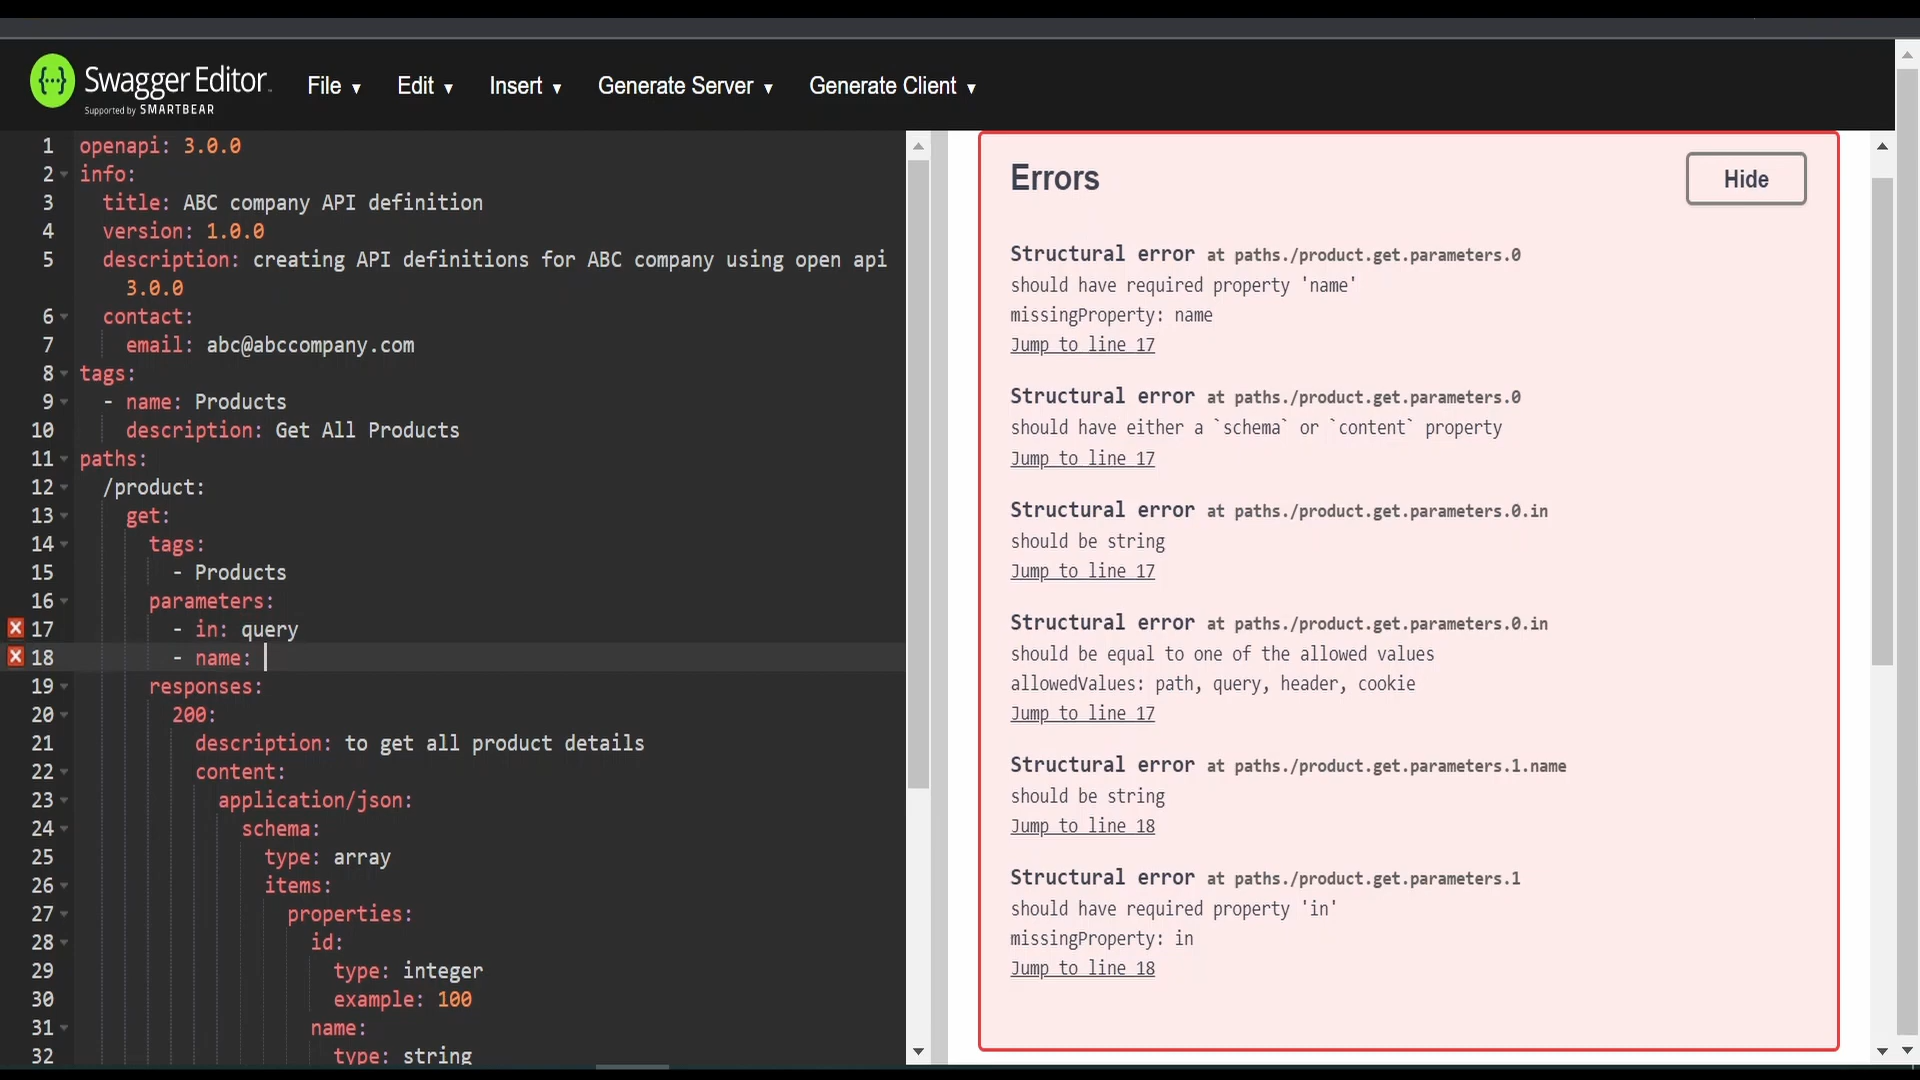 Swagger Editor
Supported by SMARTBEAR
File ▼ Edit ▼ Insert ▼ Generate Server ▼ Generate Client ▼
1 openapi: 3.0.0
2 info:
3 title: ABC company API definition
4 version: 1.0.0
5 description: creating API definitions for ABC company using open api
3.0.0
6 contact:
7 email: abc@abccompany.com
8 tags:
9 - name: Products
10 description: Get All Products
11 paths:
12 /product:
13 get:
14 tags:
15 - Products
16 parameters:
17 - in: query
18 - name:
19 responses:
20 200:
21 description: to get all product details
22 content:
23 application/json:
24 schema:
25 type: array
26 items:
27 properties:
28 id:
29 type: integer
30 example: 100
31 name:
32 type: string
Errors
Hide
Structural error at paths./product.get.parameters.0
should have required property 'name'
missingProperty: name
Jump to line 17
Structural error at paths./product.get.parameters.0
should have either a `schema` or `content` property
Jump to line 17
Structural error at paths./product.get.parameters.0.in
should be string
Jump to line 17
Structural error at paths./product.get.parameters.0.in
should be equal to one of the allowed values
allowedValues: path, query, header, cookie
Jump to line 17
Structural error at paths./product.get.parameters.1.name
should be string
Jump to line 18
Structural error at paths./product.get.parameters.1
should have required property 'in'
missingProperty: in
Jump to line 18